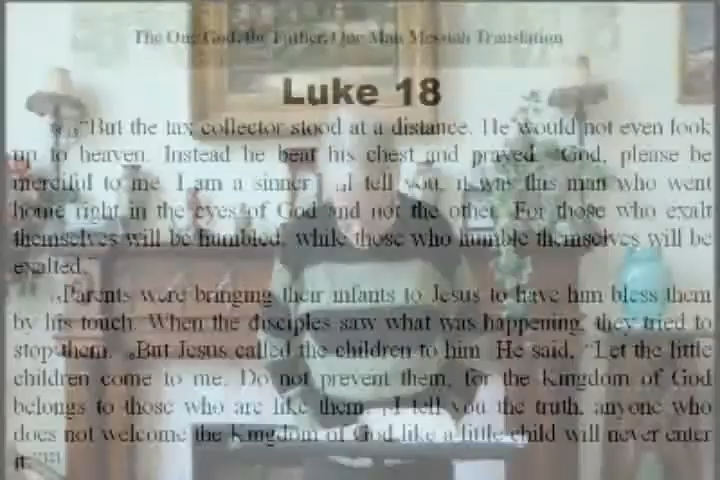 The One God, the Father, One Man Messiah Translation
Luke 18
"But the tax collector stood at a distance. He would not even look
up to heaven. Instead he beat his chest and prayed, 'God, please be
merciful to me. I am a sinner I tell you, it was this man who went
home right in the eyes of God and not the other. For those who exalt
themselves will be humbled, while those who humble themselves will be
exalted."
Parents were bringing their infants to Jesus to have him bless them
by his touch. When the disciples saw what was happening, they tried to
stop them. But Jesus called the children to him. He said, "Let the little
children come to me. Do not prevent them, for the Kingdom of God
belongs to those who are like them. I tell you the truth, anyone who
does not welcome the Kingdom of God like a little child will never enter
it."